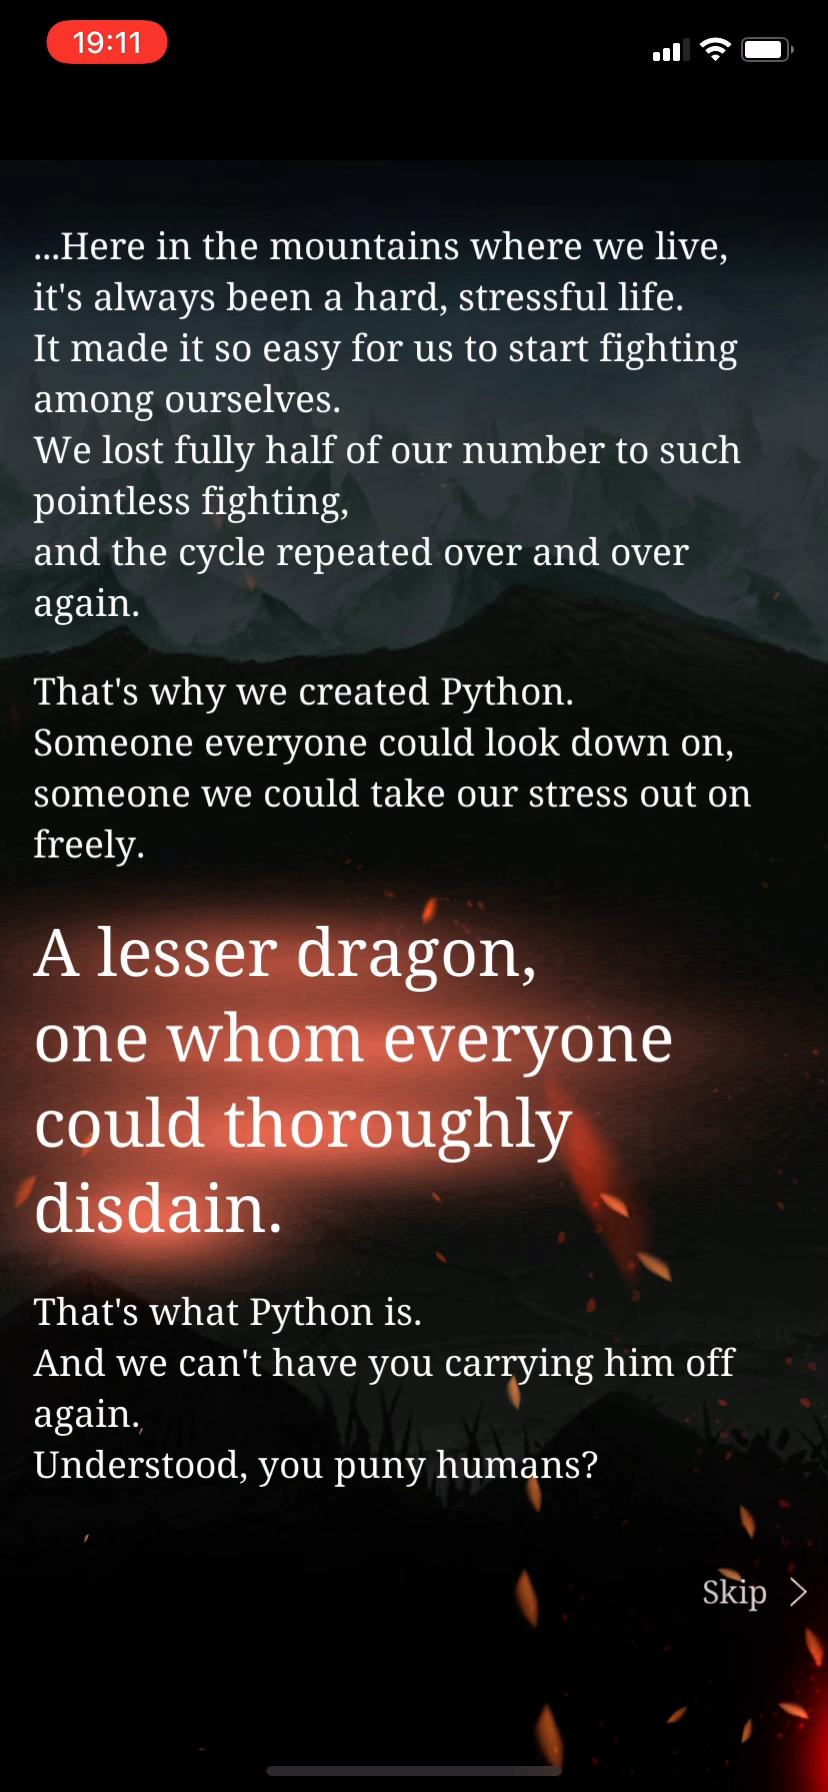 19:11
...Here in the mountains where we live,
it's always been a hard, stressful life.
It made it so easy for us to start fighting
among ourselves.
We lost fully half of our number to such
pointless fighting,
and the cycle repeated over and over
again.
That's why we created Python.
Someone everyone could look down on,
someone we could take our stress out on
freely.
A lesser dragon,
one whom everyone
could thoroughly
disdain.
That's what Python is.
And we can't have you carrying him off
again.
Understood, you puny humans?
Skip